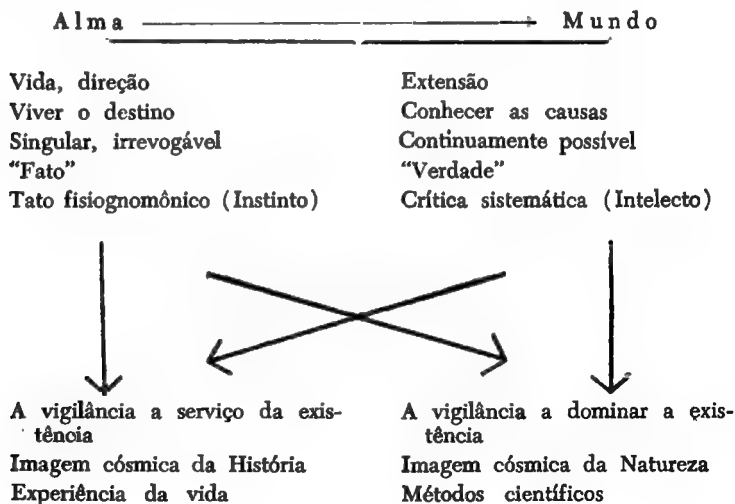 Alma Mundo
Vida, direção
Viver o destino
Singular, irrevogável
"Fato"
Tato fisiognomônico (Instinto)
Extensão
Conhecer as causas
Continuamente possível
"Verdade"
Crítica sistemática (Intelecto)
A vigilância a serviço da exis-
tência
Imagem cósmica da História
Experiência da vida
A vigilância a dominar a exis-
tência
Imagem cósmica da Natureza
Métodos científicos